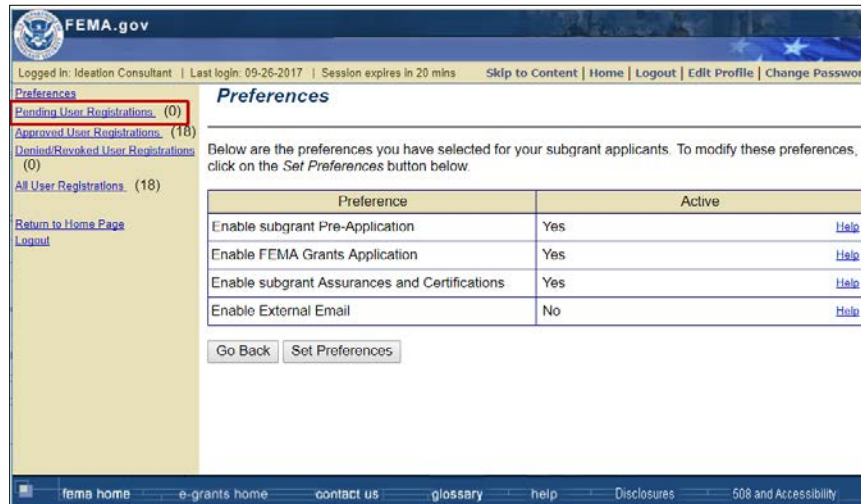 FEMA.gov
Logged In: Ideation Consultant | Last login: 09-26-2017 | Session expires in 20 mins Skip to Content | Home | Logout | Edit Profile | Change Passwor
Preferences
Pending User Registrations (0)
Approved User Registrations (18)
Denied/Revoked User Registrations
(0)
All User Registrations (18)
Return to Home Page
Logout
Preferences
Below are the preferences you have selected for your subgrant applicants. To modify these preferences,
click on the Set Preferences button below.
Preference Active
Enable subgrant Pre-Application Yes Help
Enable FEMA Grants Application Yes Help
Enable subgrant Assurances and Certifications Yes Help
Enable External Email No Help
Go Back Set Preferences
fema home e-grants home contact us glossary help Disclosures 508 and Accessibility